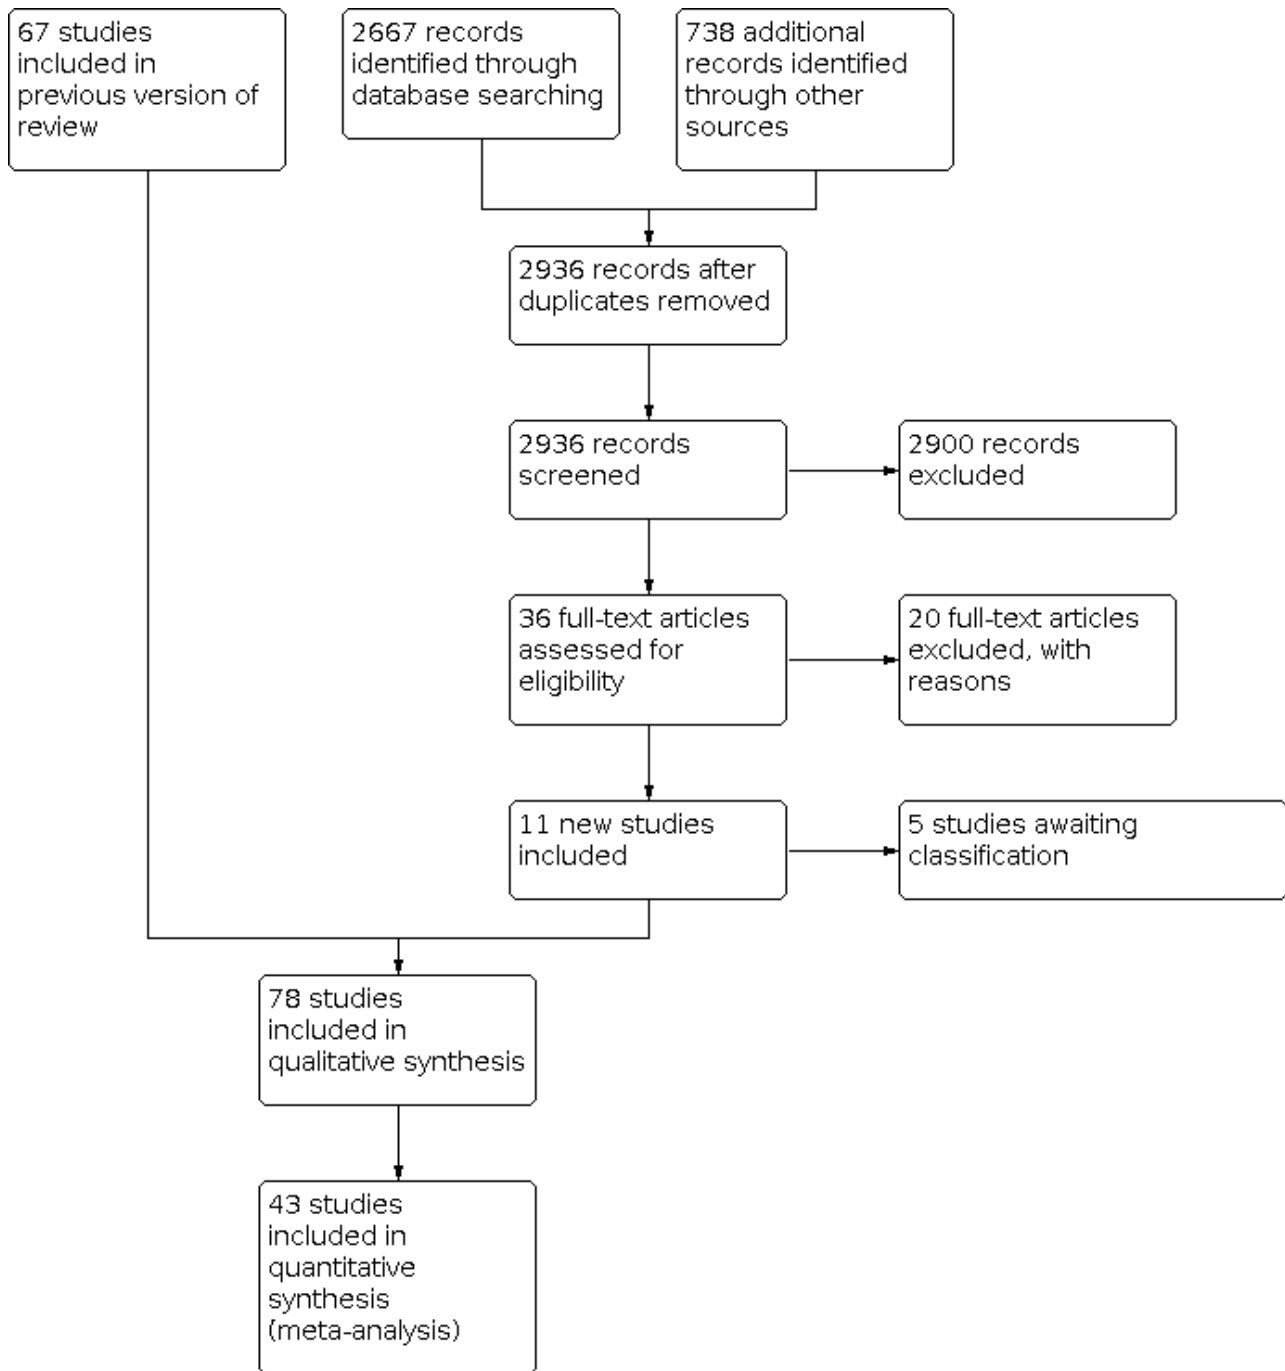 67 studies
included in
previous version of
review
2667 records
identified through
database searching
738 additional
records identified
through other
sources
2936 records after
duplicates removed
2936 records
screened
2900 records
excluded
36 full-text articles
assessed for
eligibility
20 full-text articles
excluded, with
reasons
11 new studies
included
5 studies awaiting
classification
78 studies
included in
qualitative synthesis
43 studies
included in
quantitative
synthesis
(meta-analysis)